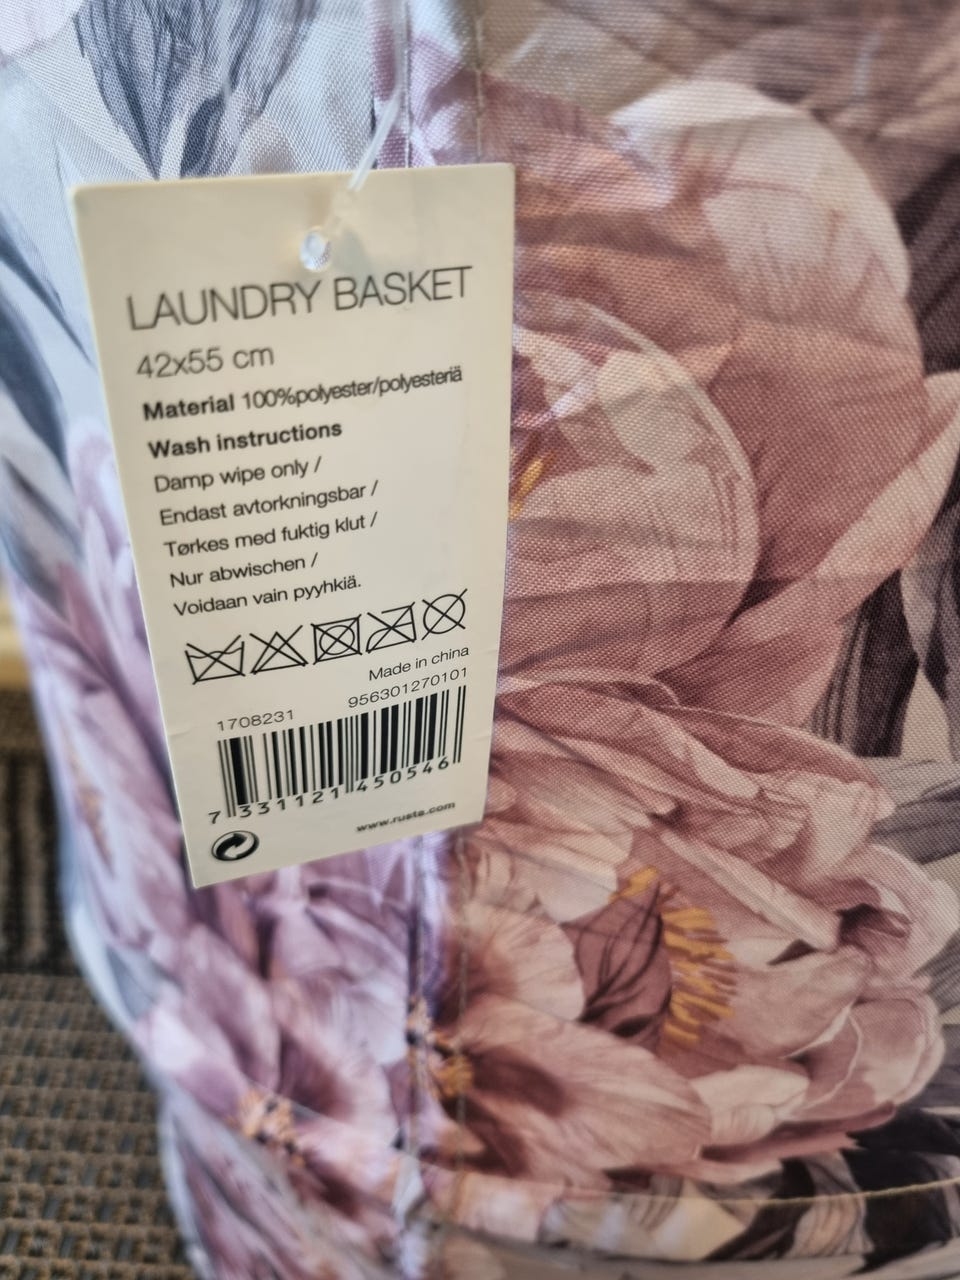 LAUNDRY BASKET
42x55 cm
Material 100%polyester/polyesteriä
Wash instructions
Damp wipe only /
Endast avtorkningsbar /
Tørkes med fuktig klut /
Nur abwischen /
Voidaan vain pyyhkiä.
Made in china
1708231 956301270101
7 331121 450546
www.rusta.com